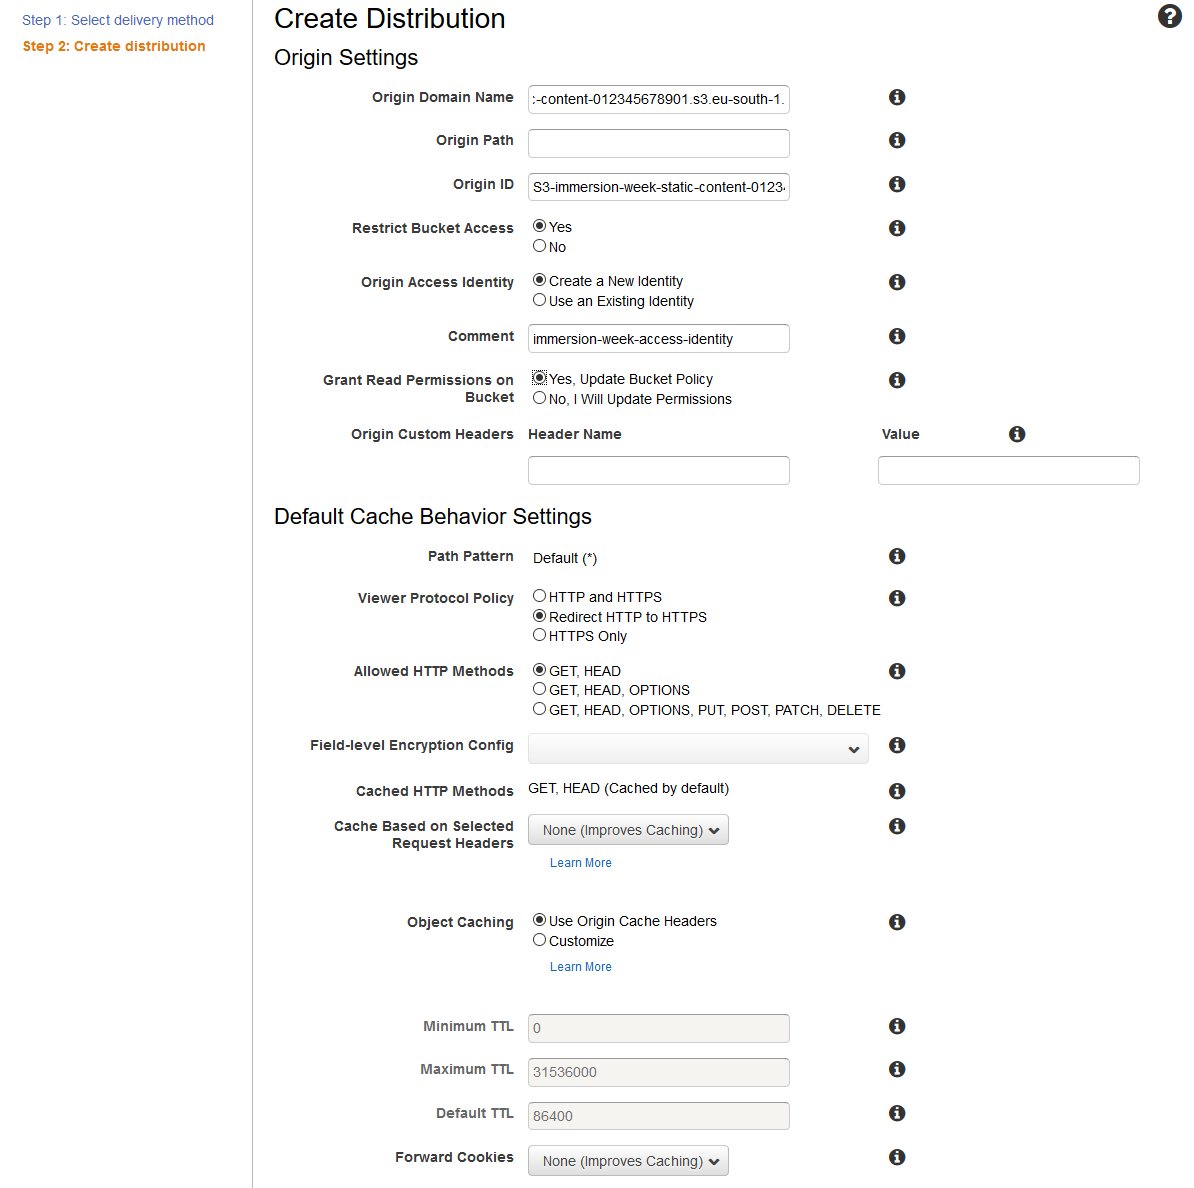 Step 1: Select delivery method
Step 2: Create distribution
Create Distribution
Origin Settings
Origin Domain Name
:-content-012345678901.s3.eu-south-1.
Origin Path
Origin ID
S3-immersion-week-static-content-01234
Restrict Bucket Access
Yes
No
Origin Access Identity
Create a New Identity
Use an Existing Identity
Comment
immersion-week-access-identity
Grant Read Permissions on
Bucket
Yes, Update Bucket Policy
No, I Will Update Permissions
Origin Custom Headers Header Name Value
Default Cache Behavior Settings
Path Pattern
Default (*)
Viewer Protocol Policy
HTTP and HTTPS
Redirect HTTP to HTTPS
HTTPS Only
Allowed HTTP Methods
GET, HEAD
GET, HEAD, OPTIONS
GET, HEAD, OPTIONS, PUT, POST, PATCH, DELETE
Field-level Encryption Config
Cached HTTP Methods
GET, HEAD (Cached by default)
Cache Based on Selected
Request Headers
None (Improves Caching)
Learn More
Object Caching
Use Origin Cache Headers
Customize
Learn More
Minimum TTL
0
Maximum TTL
31536000
Default TTL
86400
Forward Cookies
None (Improves Caching)